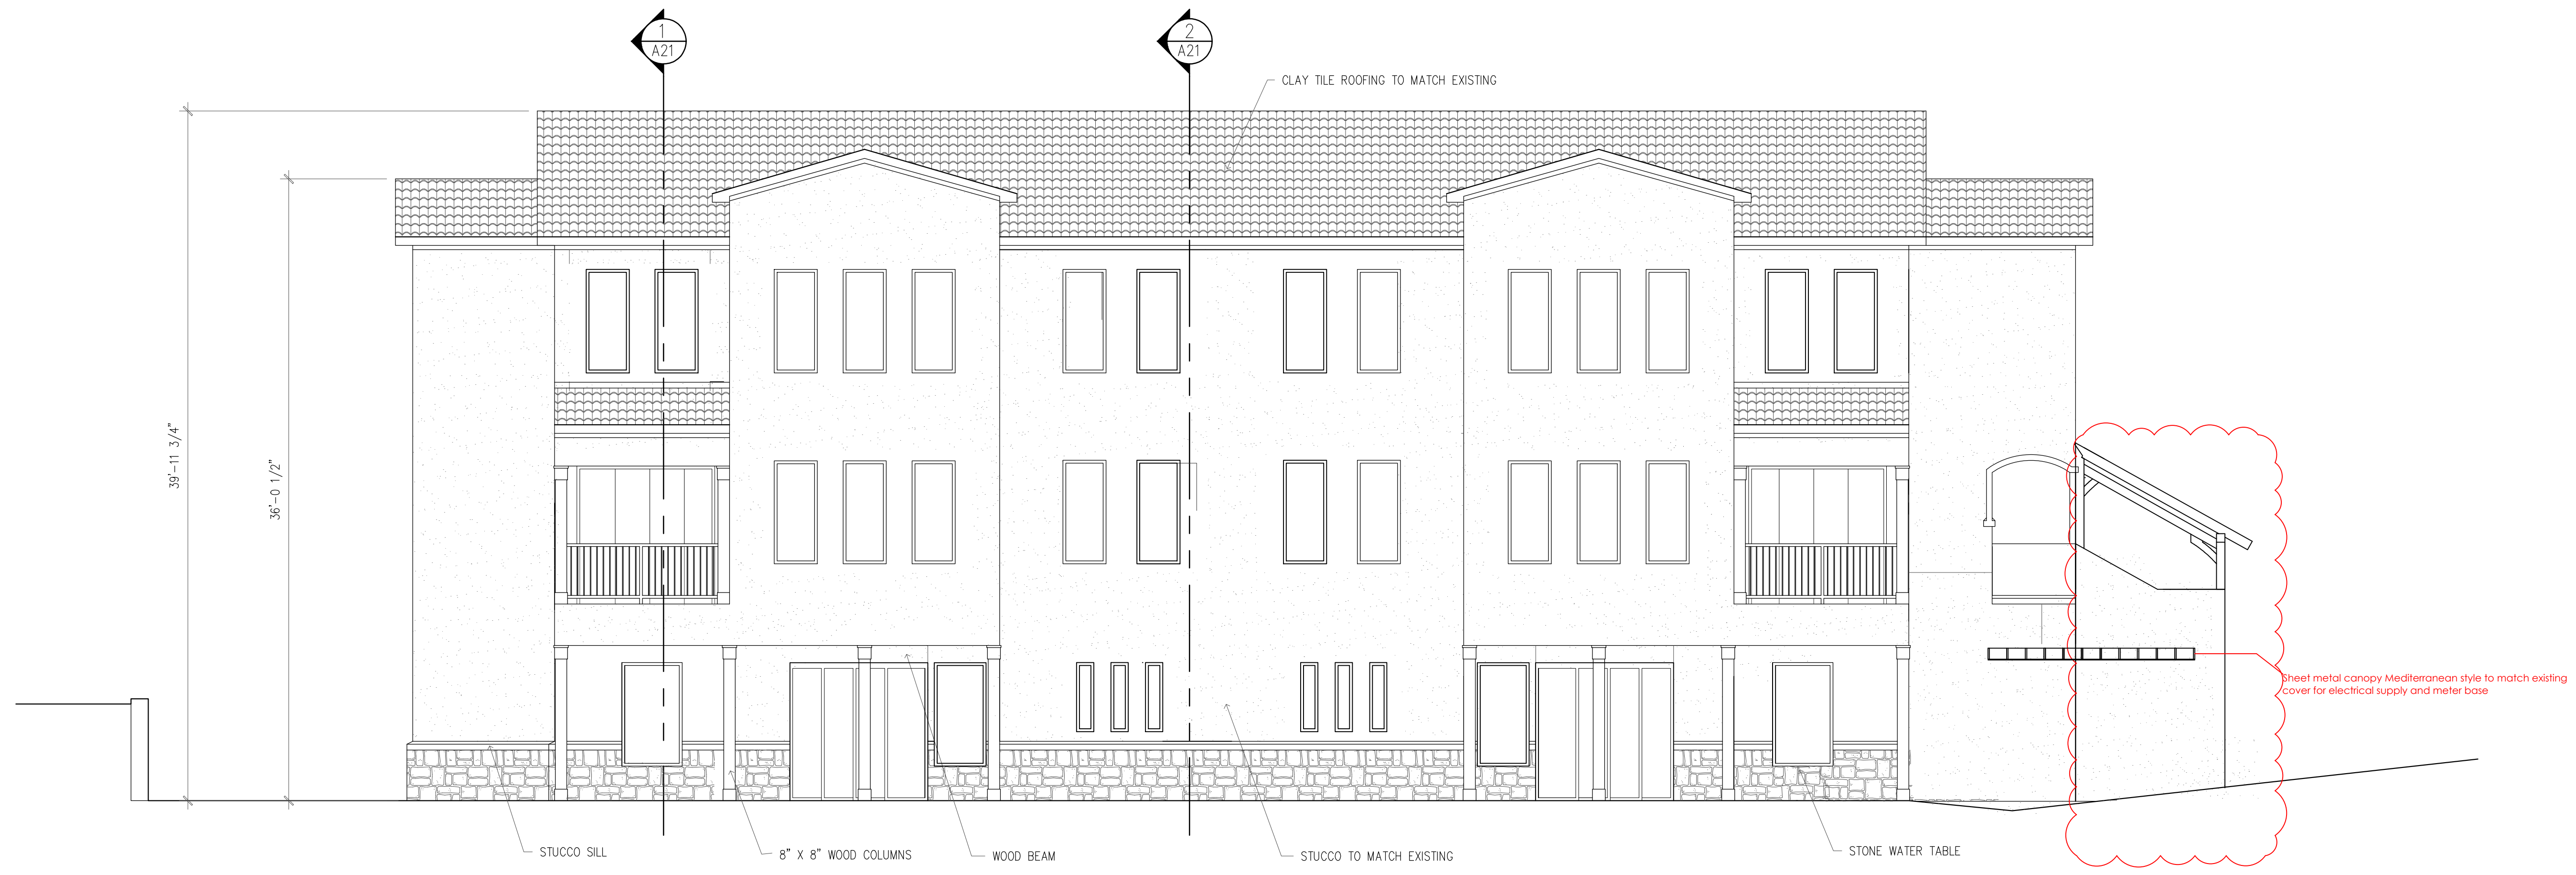 1
A21
2
A21
CLAY TILE ROOFING TO MATCH EXISTING
39'-11 3/4"
36'-0 1/2"
Sheet metal canopy Mediterranean style to match existing
cover for electrical supply and meter base
STUCCO SILL
8" X 8" WOOD COLUMNS
WOOD BEAM
STUCCO TO MATCH EXISTING
STONE WATER TABLE